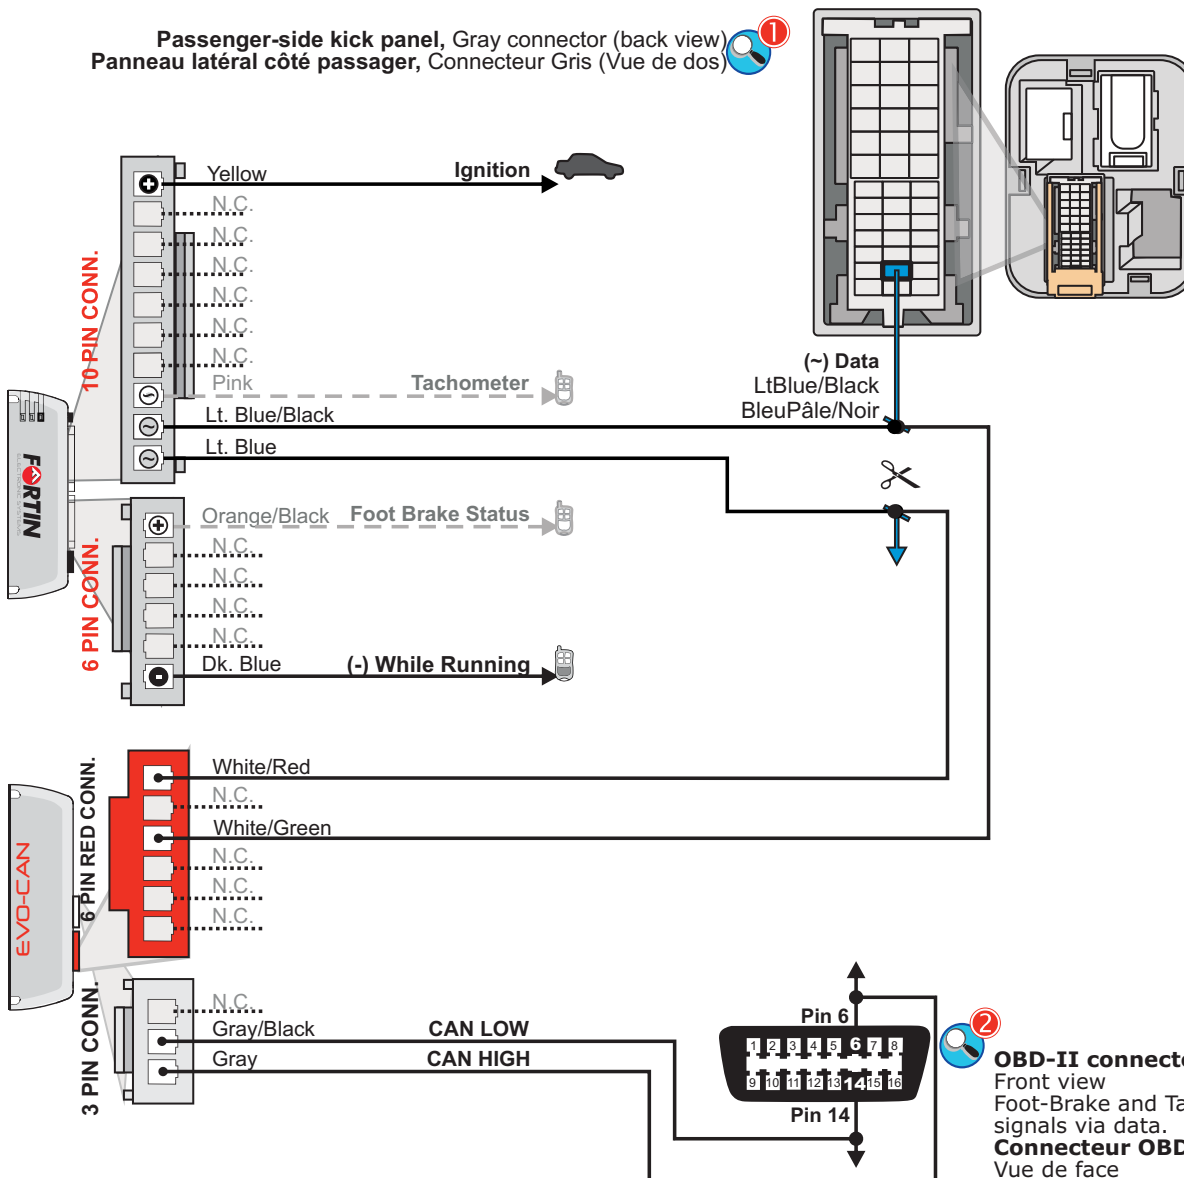 Passenger-side kick panel, Gray connector (back view)
Panneau latéral côté passager, Connecteur Gris (Vue de dos)
1
10 PIN CONN.
Yellow
Ignition
N.C.
N.C.
N.C.
N.C.
N.C.
N.C.
Pink
Tachometer
Lt. Blue/Black
Lt. Blue
(~) Data
LtBlue/Black
BleuPâle/Noir
FORTIN
ELECTRONIC SYSTEMS
6 PIN CONN.
Orange/Black
Foot Brake Status
N.C.
N.C.
N.C.
N.C.
Dk. Blue
(-) While Running
EVO-CAN
6 PIN RED CONN.
White/Red
N.C.
White/Green
N.C.
N.C.
N.C.
3 PIN CONN.
N.C.
Gray/Black
CAN LOW
Gray
CAN HIGH
Pin 6
1 2 3 4 5 6 7 8
9 10 11 12 13 14 15 16
Pin 14
2
OBD-II connecte
Front view
Foot-Brake and Ta
signals via data.
Connecteur OBD
Vue de face